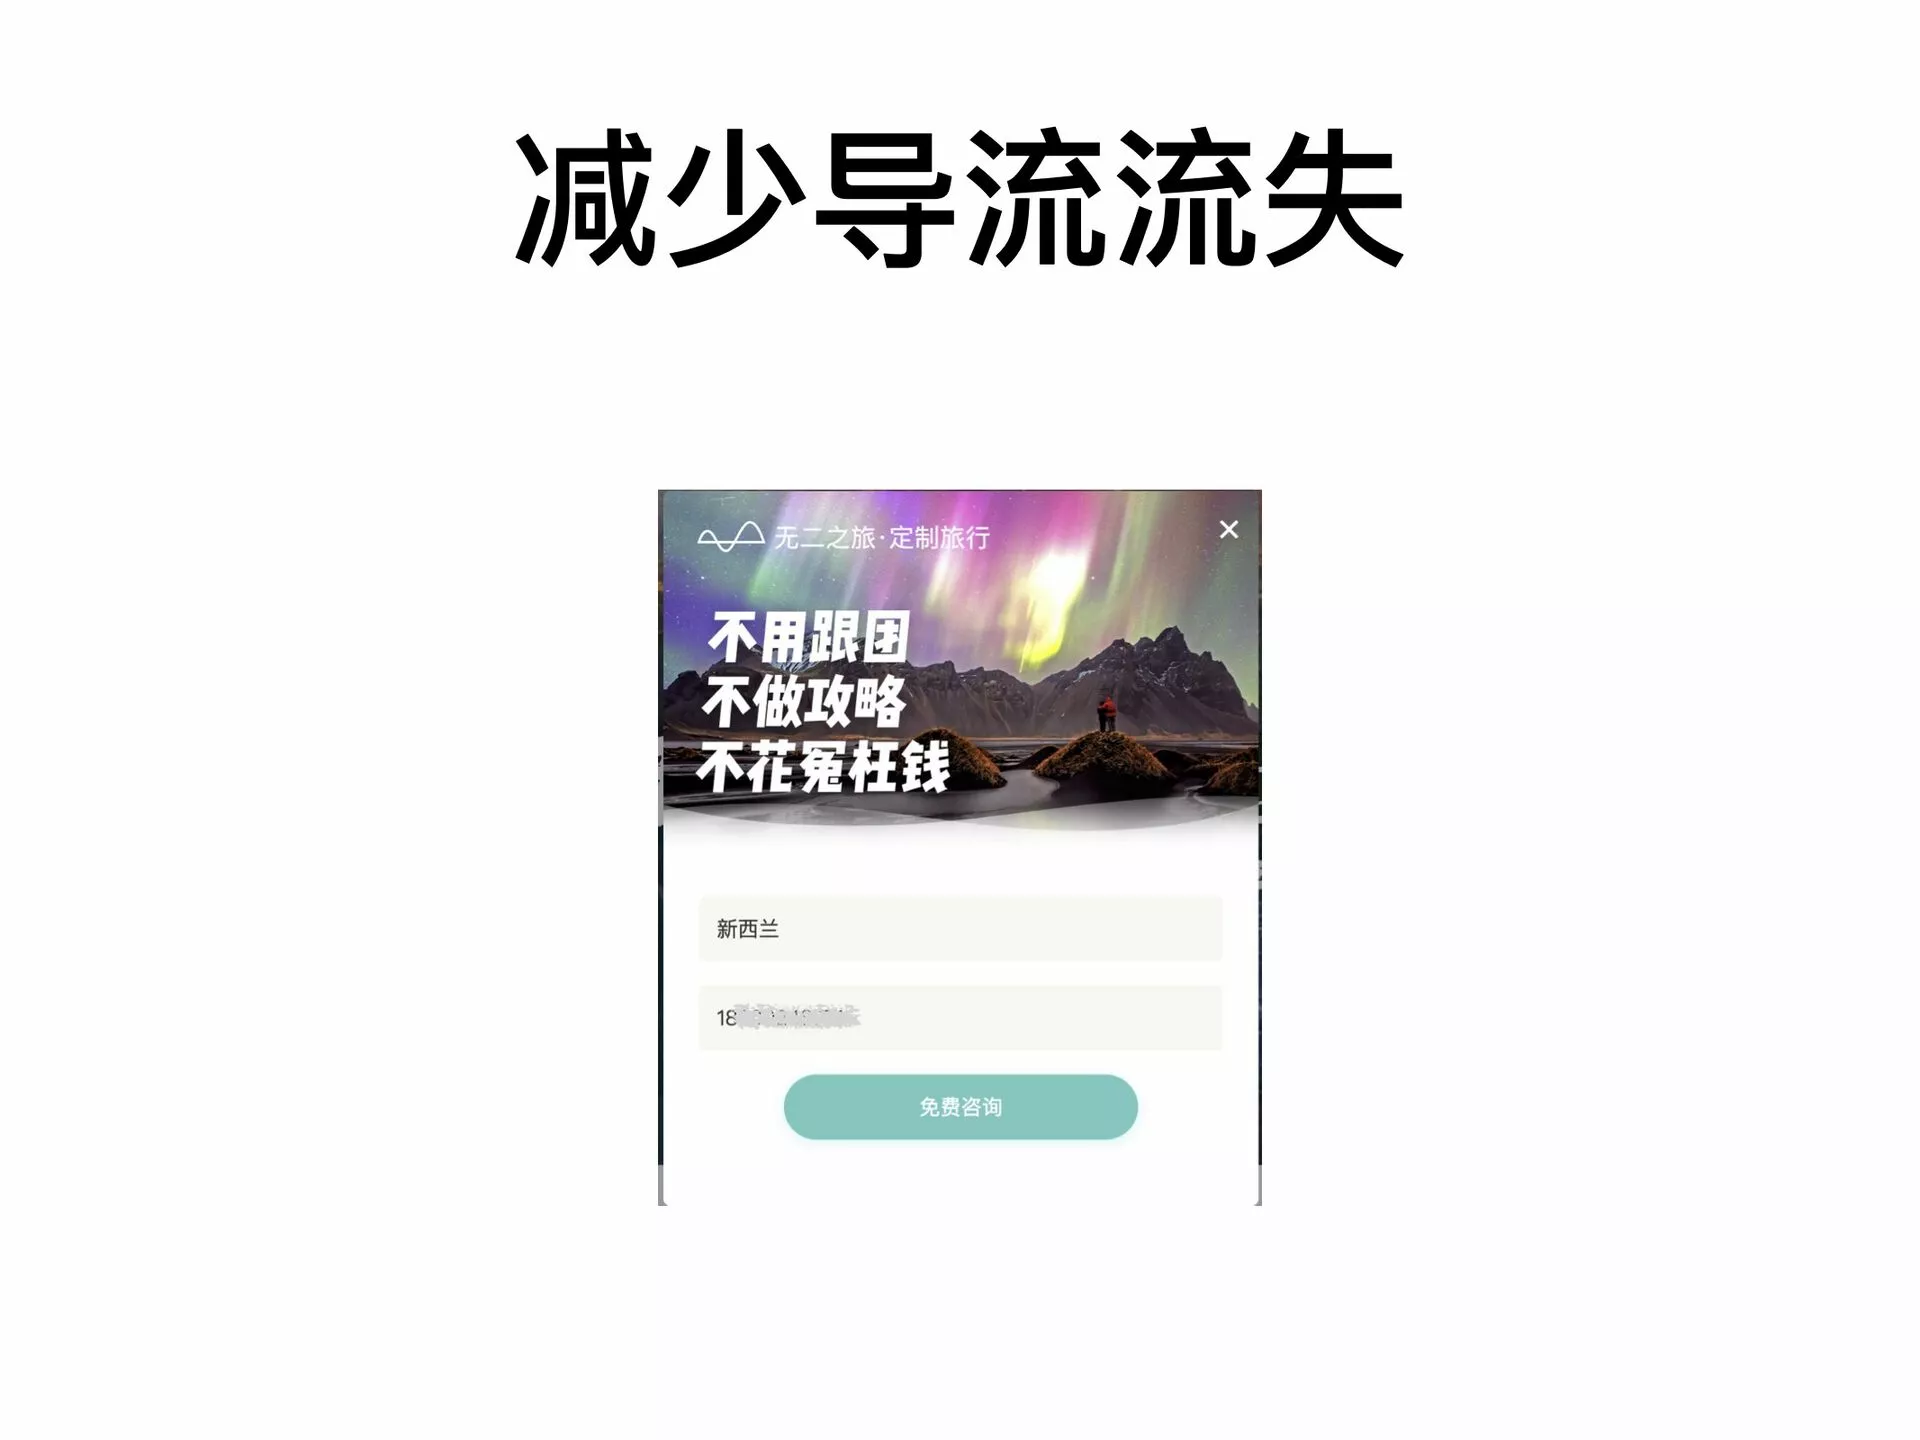 减少导流流失
无二之旅·定制旅行
不用跟团
不做攻略
不花冤枉钱
新西兰
18
免费咨询